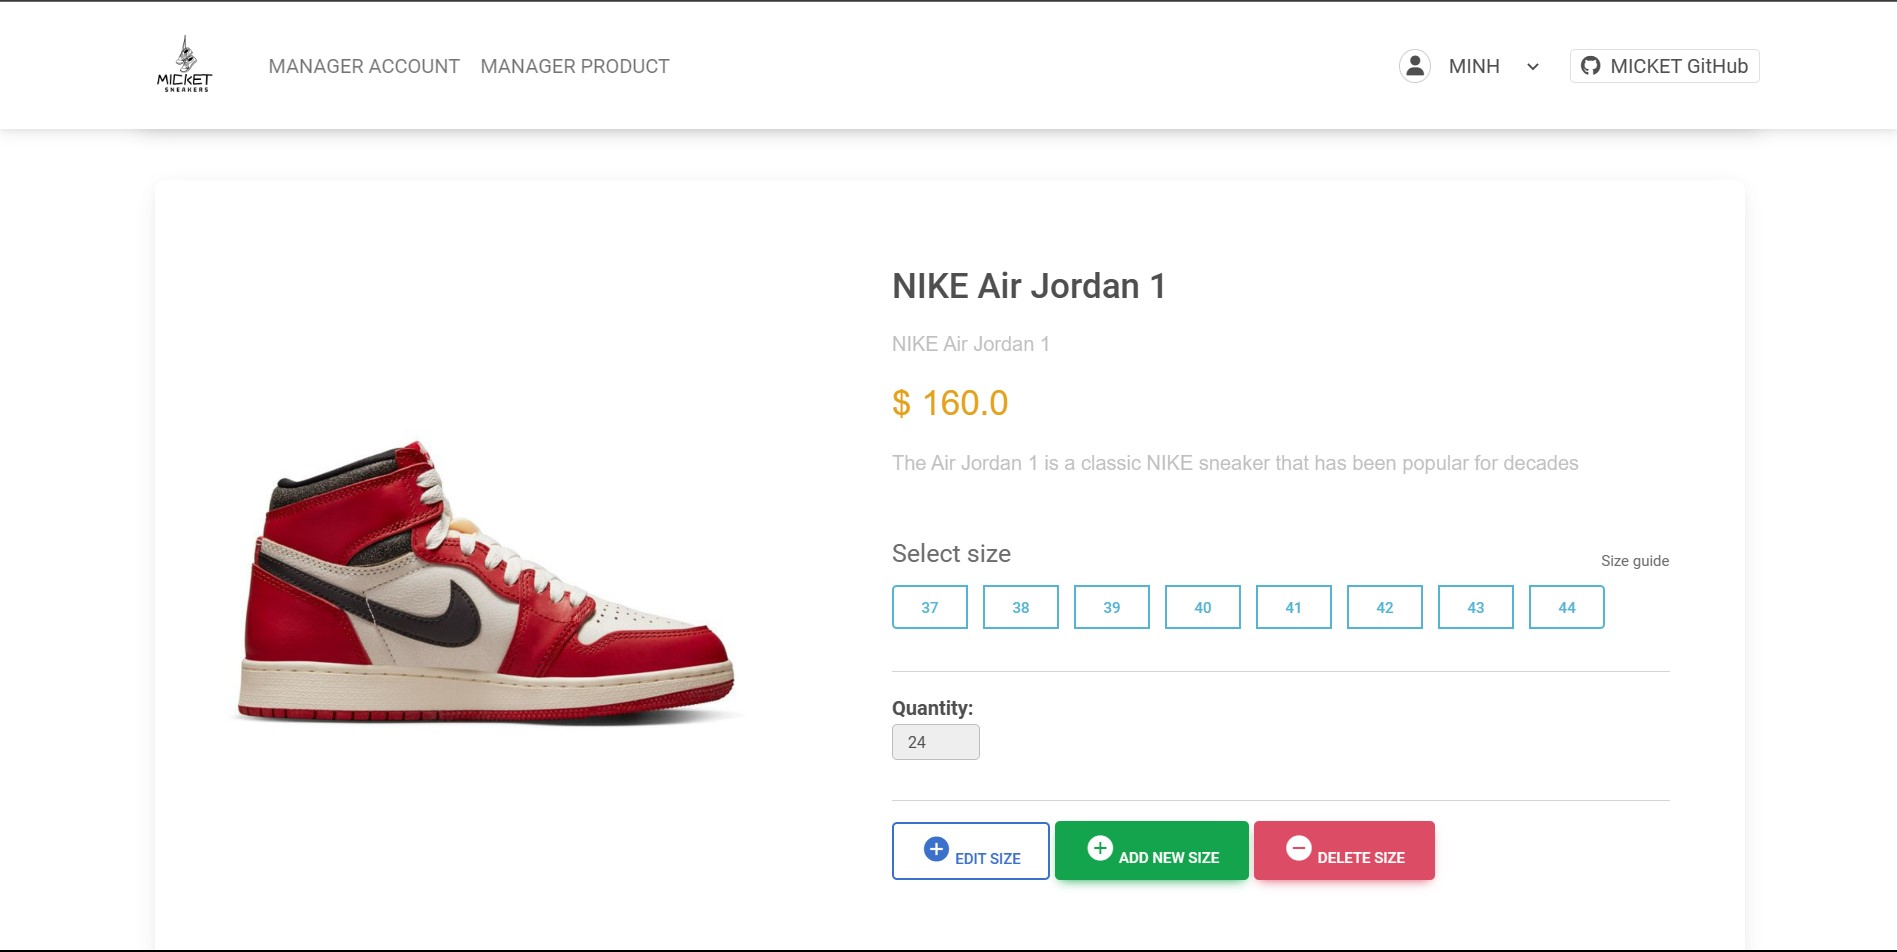 MICKET
SNEAKERS
MANAGER ACCOUNT MANAGER PRODUCT
MINH
MICKET GitHub
NIKE Air Jordan 1
NIKE Air Jordan 1
$ 160.0
The Air Jordan 1 is a classic NIKE sneaker that has been popular for decades
Select size
Size guide
37 38 39 40 41 42 43 44
Quantity:
24
EDIT SIZE ADD NEW SIZE DELETE SIZE